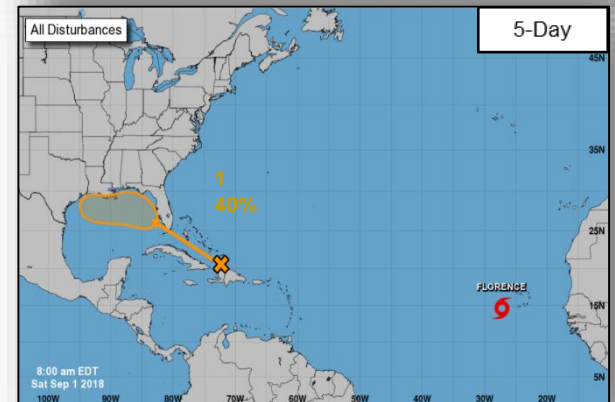 All Disturbances
5-Day
45N
35N
1
40%
25N
FLORENCE
15N
8:00 am EDT
Sat Sep 1 2018
5N
100W 90W 80W 70W 60W 50W 40W 30W 20W 10W